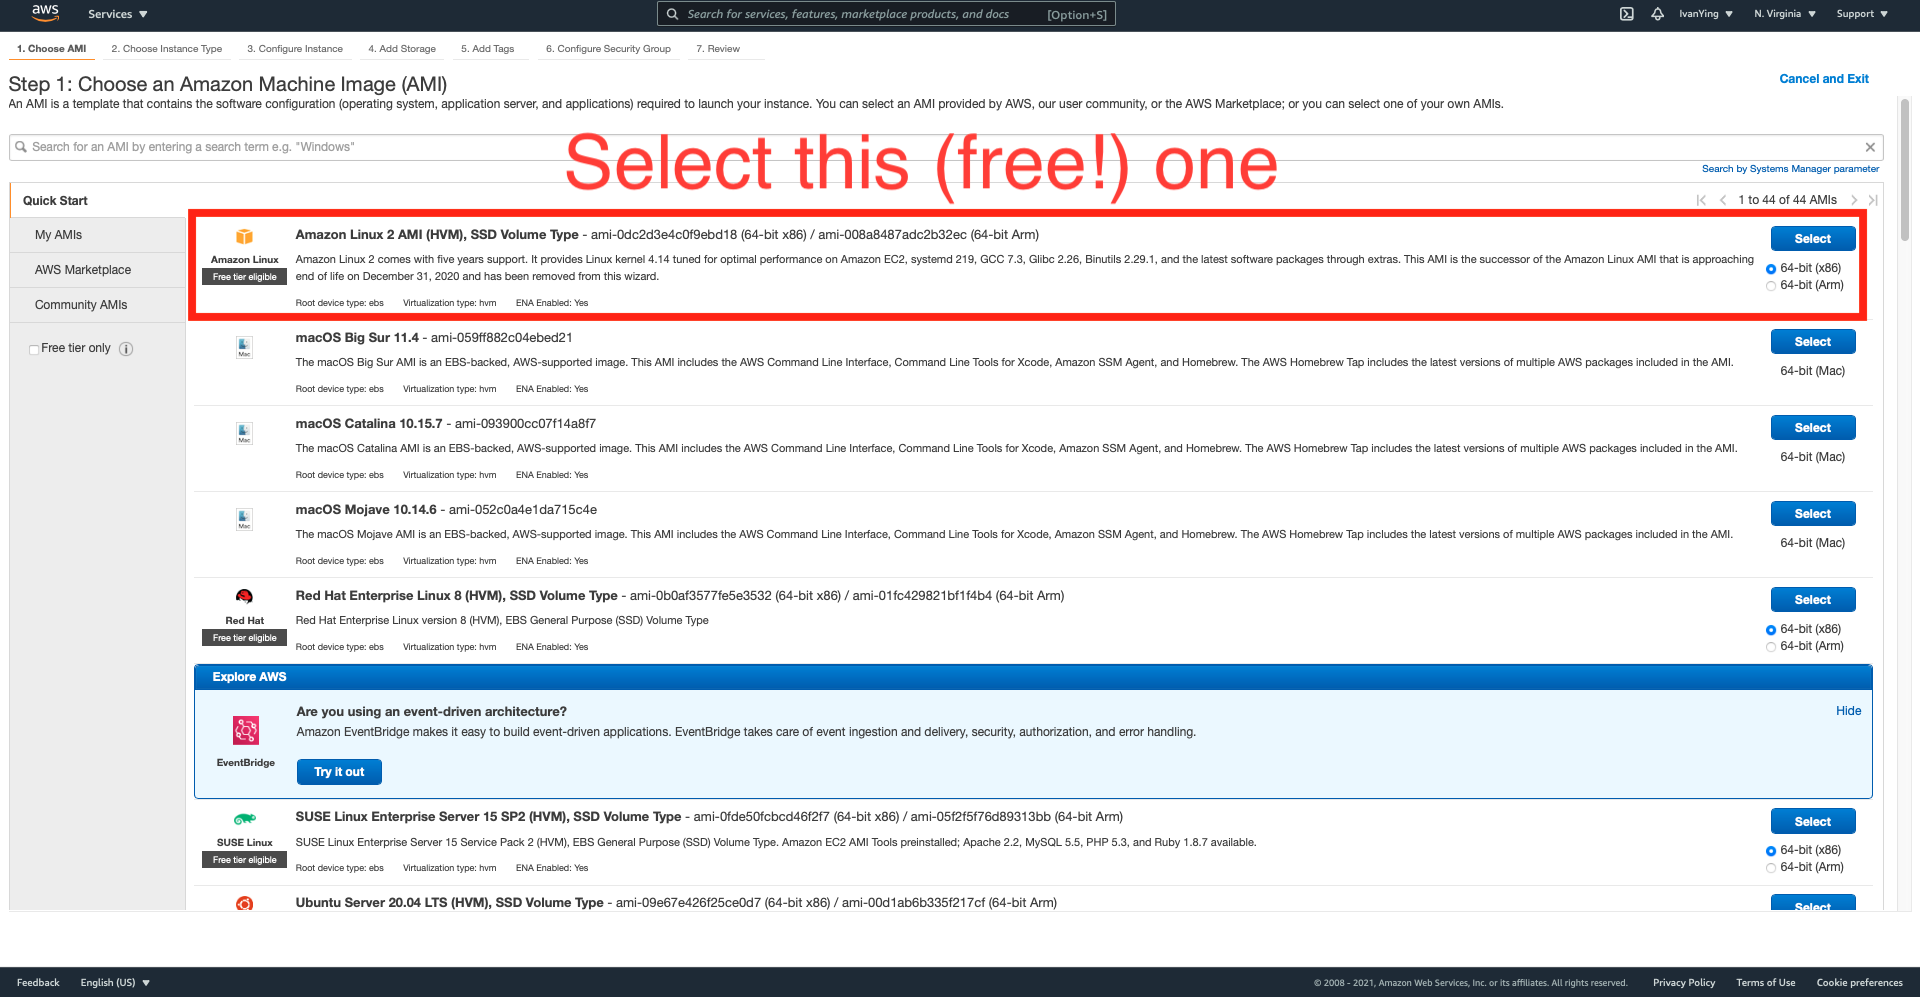 aws
Services
Search for services, features, marketplace products, and docs [Option+S]
IvanYing
N. Virginia
Support
1. Choose AMI 2. Choose Instance Type 3. Configure Instance 4. Add Storage 5. Add Tags 6. Configure Security Group 7. Review
Step 1: Choose an Amazon Machine Image (AMI)
Cancel and Exit
An AMI is a template that contains the software configuration (operating system, application server, and applications) required to launch your instance. You can select an AMI provided by AWS, our user community, or the AWS Marketplace; or you can select one of your own AMIs.
Search for an AMI by entering a search term e.g. "Windows"
Select this (free!) one
Search by Systems Manager parameter
Quick Start
1 to 44 of 44 AMIs
My AMIs
AWS Marketplace
Community AMIs
Free tier only
Amazon Linux
Free tier eligible
Amazon Linux 2 AMI (HVM), SSD Volume Type - ami-0dc2d3e4c0f9ebd18 (64-bit x86) / ami-008a8487adc2b32ec (64-bit Arm)
Amazon Linux 2 comes with five years support. It provides Linux kernel 4.14 tuned for optimal performance on Amazon EC2, systemd 219, GCC 7.3, Glibc 2.26, Binutils 2.29.1, and the latest software packages through extras. This AMI is the successor of the Amazon Linux AMI that is approaching
end of life on December 31, 2020 and has been removed from this wizard.
Root device type: ebs Virtualization type: hvm ENA Enabled: Yes
Select
64-bit (x86)
64-bit (Arm)
Mac
macOS Big Sur 11.4 - ami-059ff882c04ebed21
The macOS Big Sur AMI is an EBS-backed, AWS-supported image. This AMI includes the AWS Command Line Interface, Command Line Tools for Xcode, Amazon SSM Agent, and Homebrew. The AWS Homebrew Tap includes the latest versions of multiple AWS packages included in the AMI.
Root device type: ebs Virtualization type: hvm ENA Enabled: Yes
Select
64-bit (Mac)
Mac
macOS Catalina 10.15.7 - ami-093900cc07f14a8f7
The macOS Catalina AMI is an EBS-backed, AWS-supported image. This AMI includes the AWS Command Line Interface, Command Line Tools for Xcode, Amazon SSM Agent, and Homebrew. The AWS Homebrew Tap includes the latest versions of multiple AWS packages included in the AMI.
Root device type: ebs Virtualization type: hvm ENA Enabled: Yes
Select
64-bit (Mac)
Mac
macOS Mojave 10.14.6 - ami-052c0a4e1da715c4e
The macOS Mojave AMI is an EBS-backed, AWS-supported image. This AMI includes the AWS Command Line Interface, Command Line Tools for Xcode, Amazon SSM Agent, and Homebrew. The AWS Homebrew Tap includes the latest versions of multiple AWS packages included in the AMI.
Root device type: ebs Virtualization type: hvm ENA Enabled: Yes
Select
64-bit (Mac)
Red Hat
Free tier eligible
Red Hat Enterprise Linux 8 (HVM), SSD Volume Type - ami-0b0af3577fe5e3532 (64-bit x86) / ami-01fc429821bf1f4b4 (64-bit Arm)
Red Hat Enterprise Linux version 8 (HVM), EBS General Purpose (SSD) Volume Type
Root device type: ebs Virtualization type: hvm ENA Enabled: Yes
Select
64-bit (x86)
64-bit (Arm)
Explore AWS
EventBridge
Are you using an event-driven architecture?
Hide
Amazon EventBridge makes it easy to build event-driven applications. EventBridge takes care of event ingestion and delivery, security, authorization, and error handling.
Try it out
SUSE Linux
Free tier eligible
SUSE Linux Enterprise Server 15 SP2 (HVM), SSD Volume Type - ami-0fde50fcbcd46f2f7 (64-bit x86) / ami-05f2f5f76d89313bb (64-bit Arm)
SUSE Linux Enterprise Server 15 Service Pack 2 (HVM), EBS General Purpose (SSD) Volume Type. Amazon EC2 AMI Tools preinstalled; Apache 2.2, MySQL 5.5, PHP 5.3, and Ruby 1.8.7 available.
Root device type: ebs Virtualization type: hvm ENA Enabled: Yes
Select
64-bit (x86)
64-bit (Arm)
Ubuntu Server 20.04 LTS (HVM), SSD Volume Type - ami-09e67e426f25ce0d7 (64-bit x86) / ami-00d1ab6b335f217cf (64-bit Arm)
Select
Feedback
English (US)
© 2008 - 2021, Amazon Web Services, Inc. or its affiliates. All rights reserved.
Privacy Policy
Terms of Use
Cookie preferences